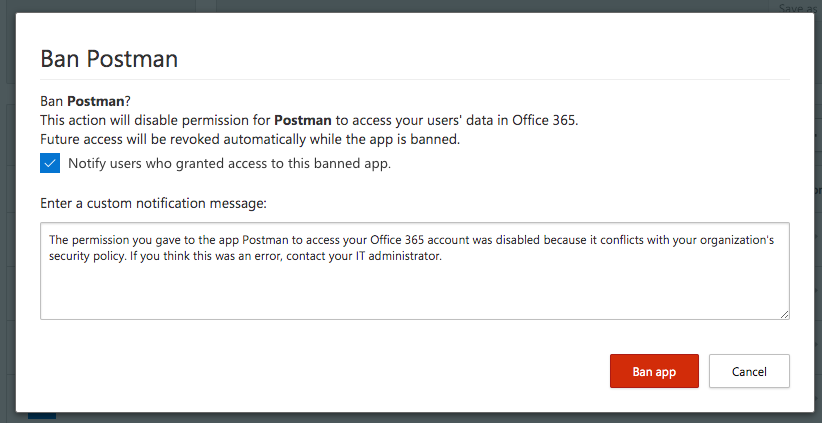 Save as
Ban Postman
Ban Postman?
This action will disable permission for Postman to access your users' data in Office 365.
Future access will be revoked automatically while the app is banned.
Notify users who granted access to this banned app.
Enter a custom notification message:
The permission you gave to the app Postman to access your Office 365 account was disabled because it conflicts with your organization's
security policy. If you think this was an error, contact your IT administrator.
Ban app
Cancel